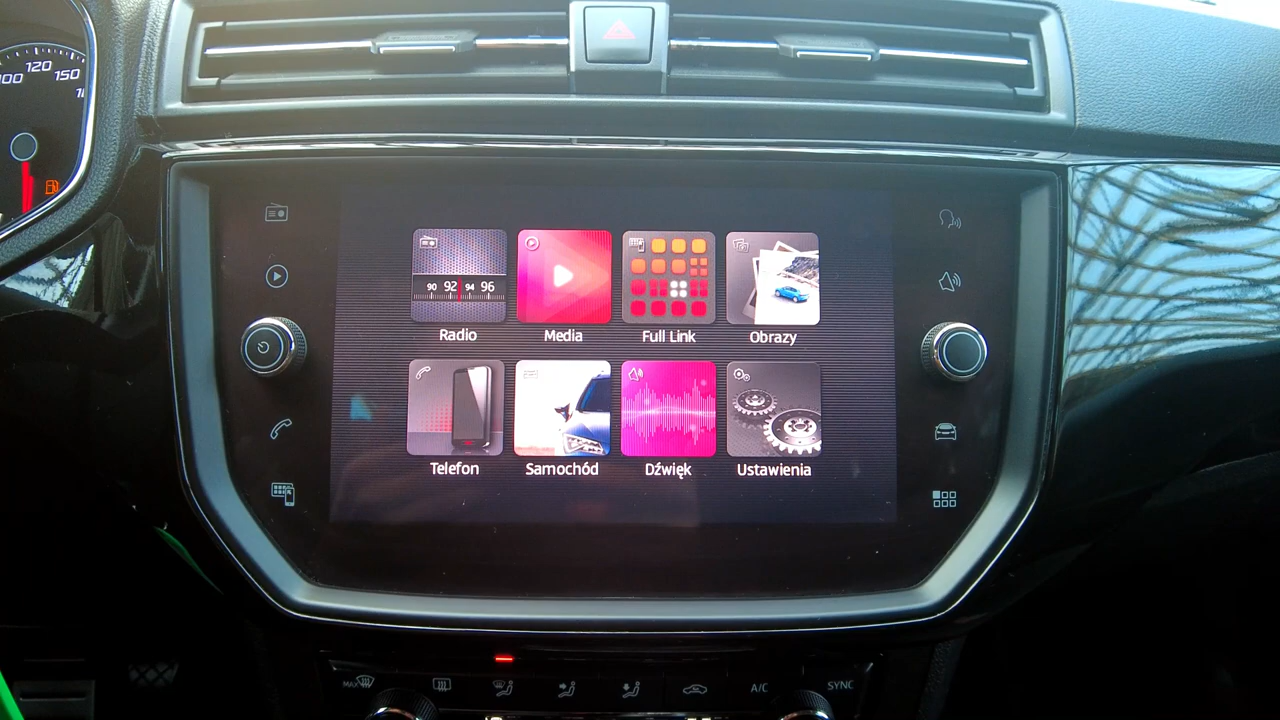 120
100
150
90 92 94 96
Radio
Media
Full Link
Obrazy
Telefon
Samochód
Dźwięk
Ustawienia
MAX
A/C
SYNC